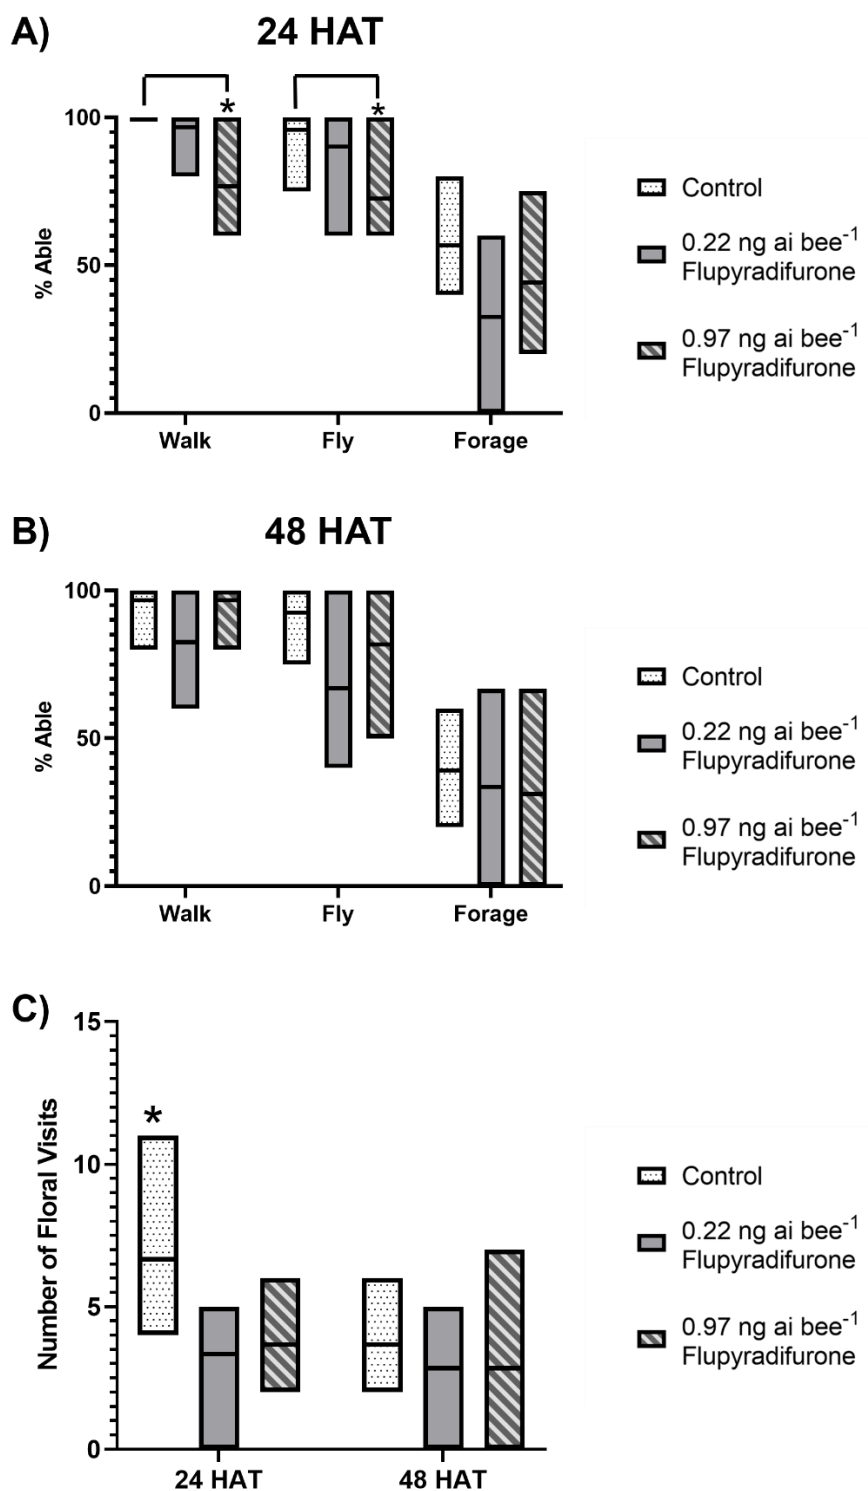 A)
24 HAT
*
*
100
50
0
% Able
Walk
Fly
Forage
Control
0.22 ng ai bee⁻¹
Flupyradifurone
0.97 ng ai bee⁻¹
Flupyradifurone
B)
48 HAT
100
50
0
% Able
Walk
Fly
Forage
Control
0.22 ng ai bee⁻¹
Flupyradifurone
0.97 ng ai bee⁻¹
Flupyradifurone
C)
15
10
5
0
Number of Floral Visits
*
24 HAT
48 HAT
Control
0.22 ng ai bee⁻¹
Flupyradifurone
0.97 ng ai bee⁻¹
Flupyradifurone